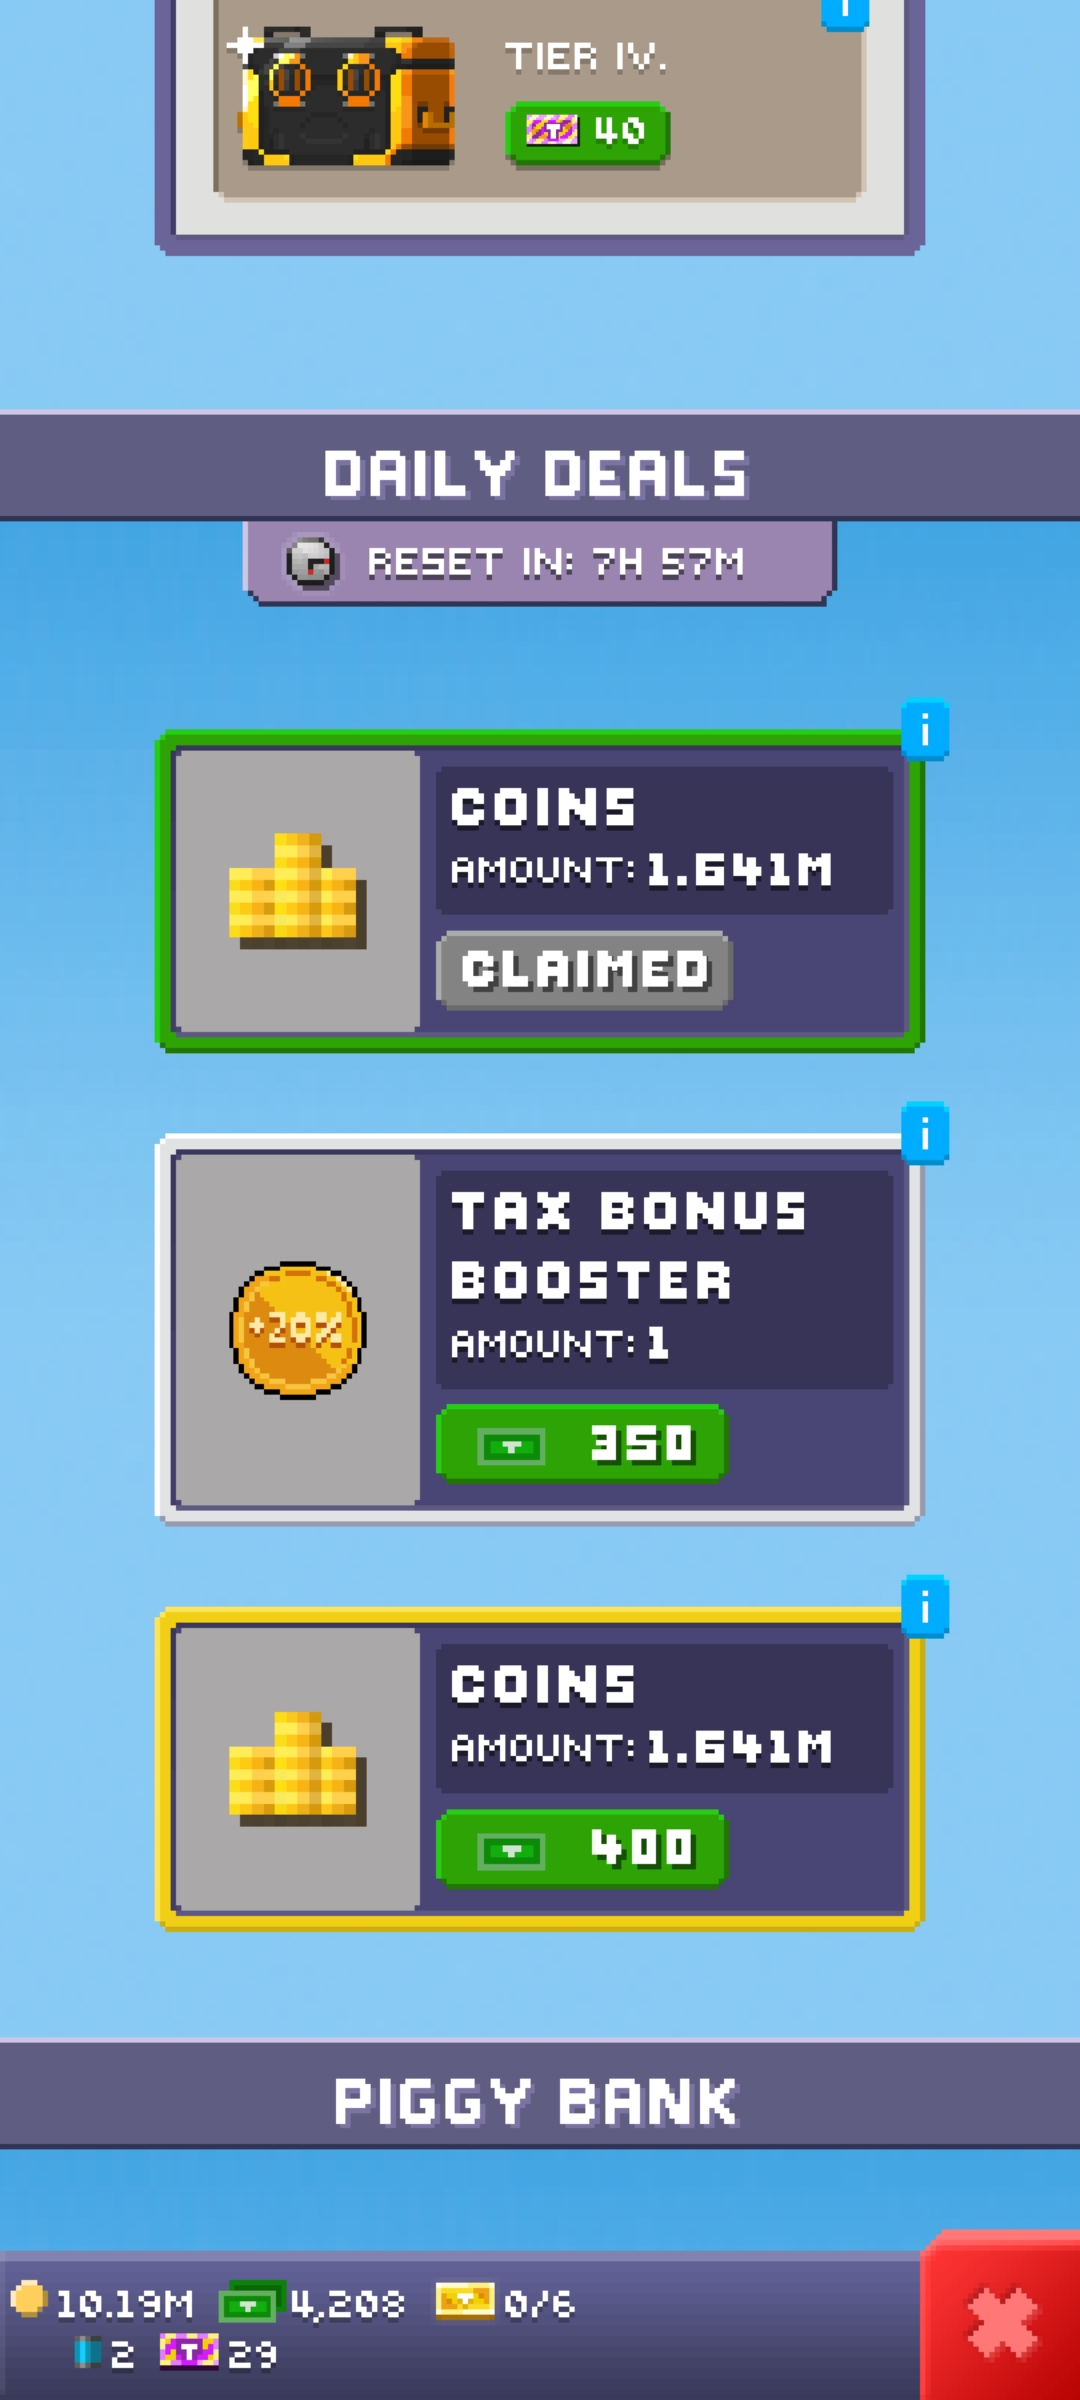 TIER IV.
40
DAILY DEALS
RESET IN: 7H 57M
i
COINS
AMOUNT: 1.641M
CLAIMED
i
TAX BONUS
BOOSTER
+20%
AMOUNT: 1
350
i
COINS
AMOUNT: 1.641M
400
PIGGY BANK
10.19M 4,208 0/6
2 29